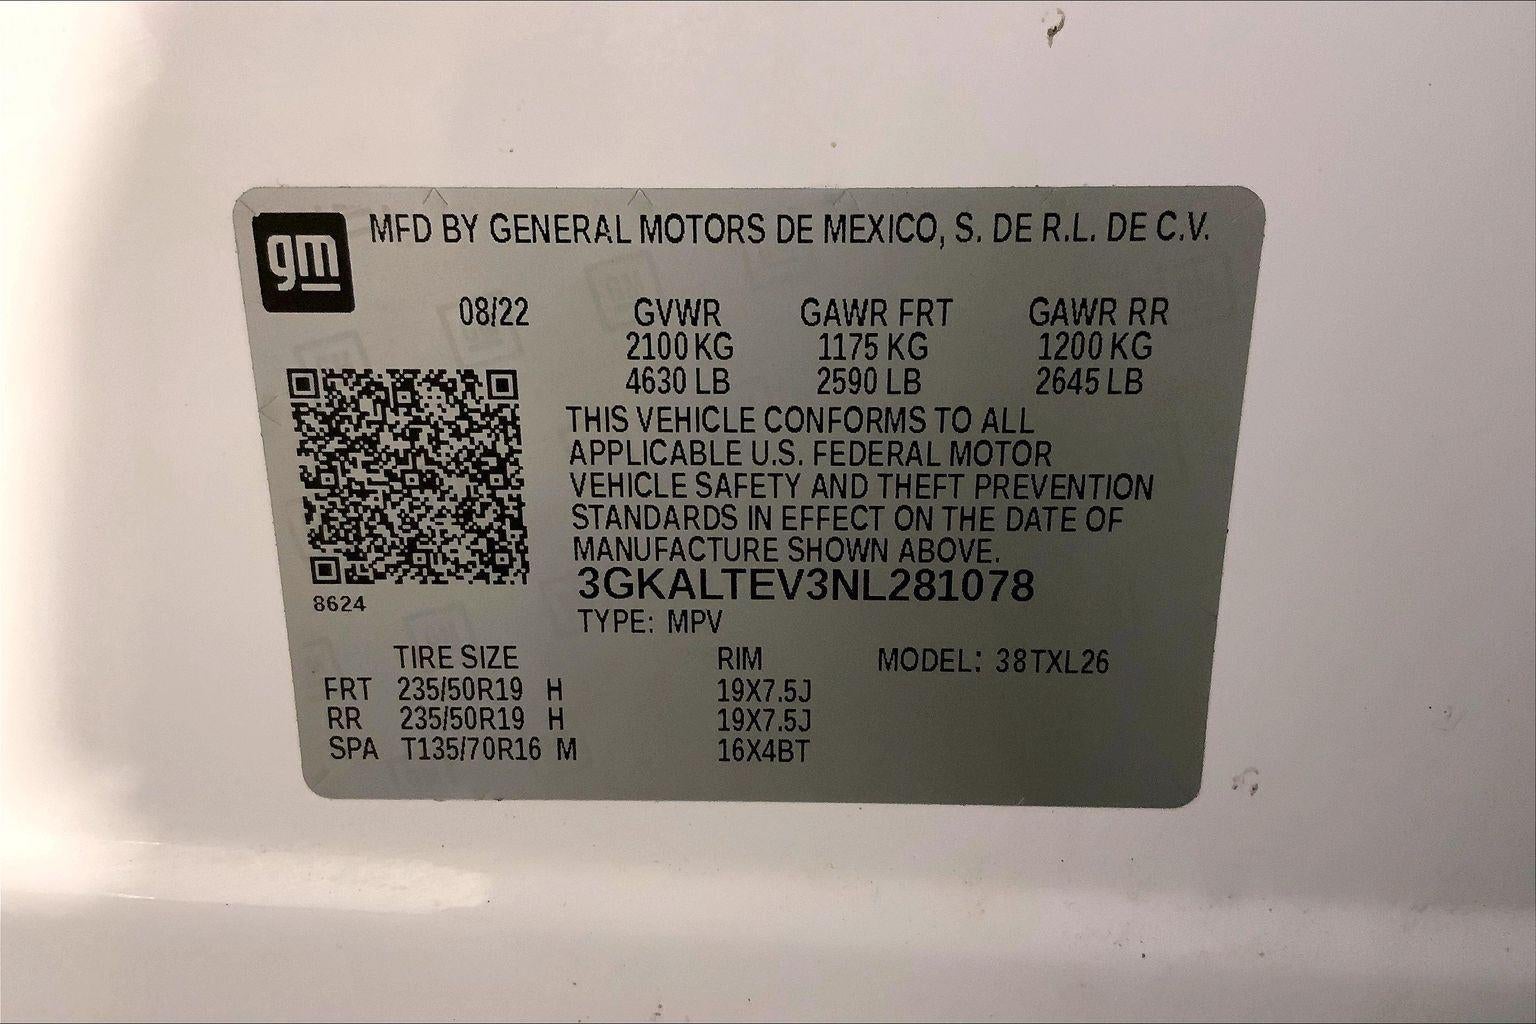 gm MFD BY GENERAL MOTORS DE MEXICO, S. DE R.L. DE C.V.
08/22 GVWR GAWR FRT GAWR RR
2100 KG 1175 KG 1200 KG
4630 LB 2590 LB 2645 LB
THIS VEHICLE CONFORMS TO ALL
APPLICABLE U.S. FEDERAL MOTOR
VEHICLE SAFETY AND THEFT PREVENTION
STANDARDS IN EFFECT ON THE DATE OF
MANUFACTURE SHOWN ABOVE.
3GKALTEV3NL281078
8624
TYPE: MPV
TIRE SIZE RIM MODEL: 38TXL26
FRT 235/50R19 H 19X7.5J
RR 235/50R19 H 19X7.5J
SPA T135/70R16 M 16X4BT